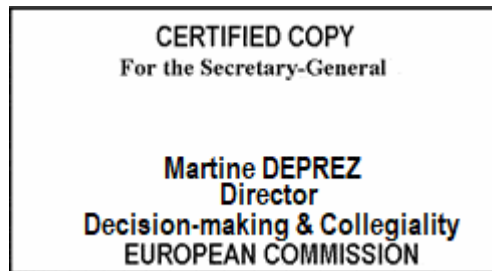 CERTIFIED COPY
For the Secretary-General
Martine DEPREZ
Director
Decision-making & Collegiality
EUROPEAN COMMISSION